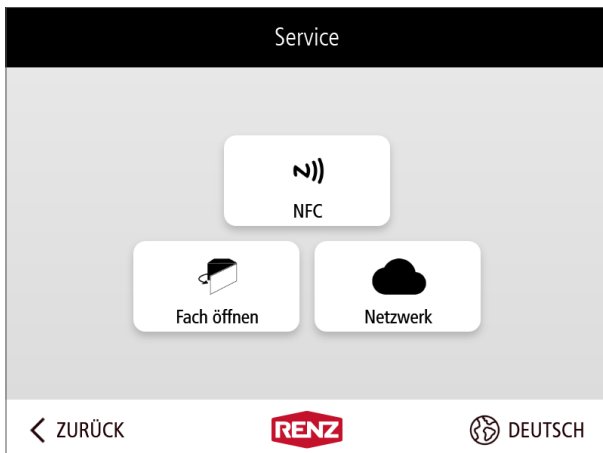 Service
NFC
Fach öffnen
Netzwerk
ZURÜCK
RENZ
DEUTSCH